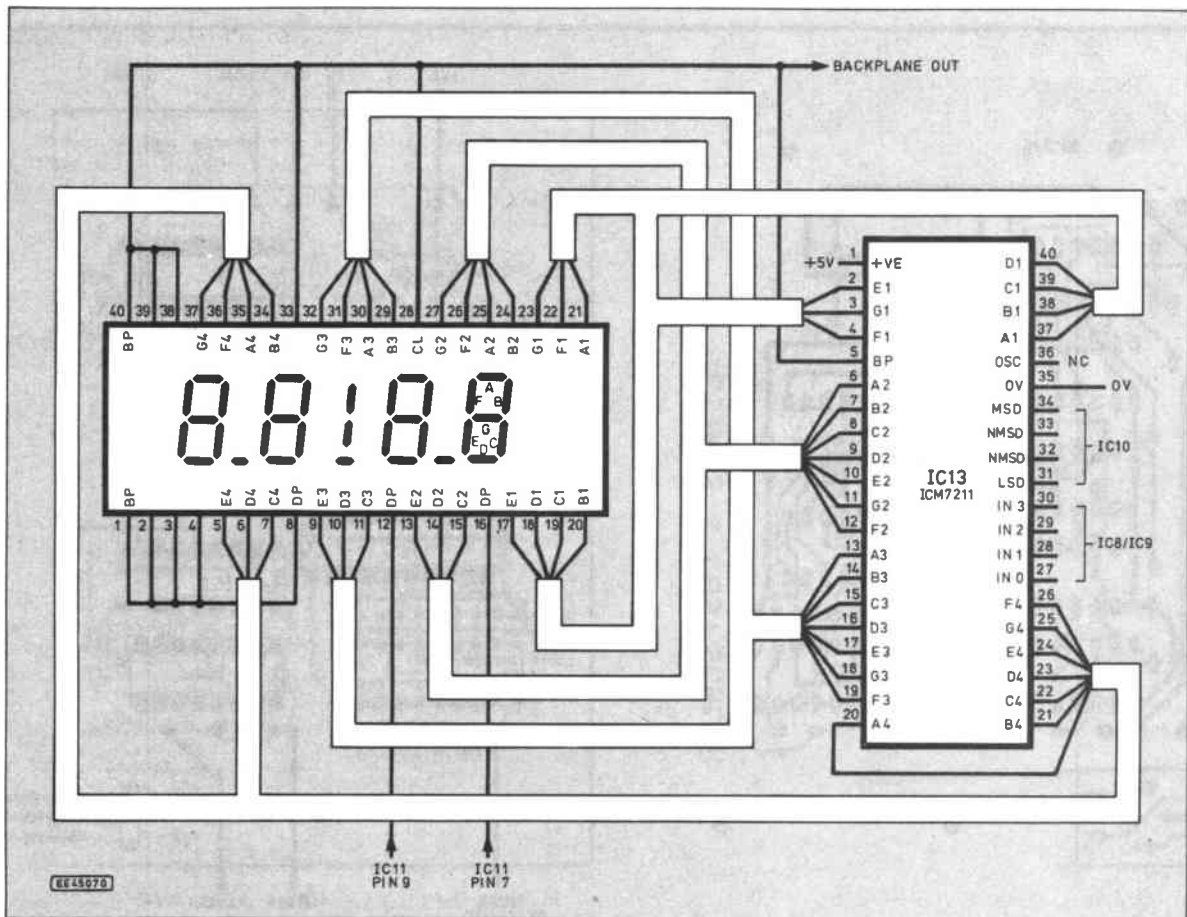 BACKPLANE OUT
40 39 38 37 36 35 34 33 32 31 30 29 28 27 26 25 24 23 22 21
BP G4 F4 A4 B4 G3 F3 A3 B3 CL G2 F2 A2 B2 G1 F1 A1
A
F B
G
E C
D
BP E4 D4 C4 DP E3 D3 C3 DP E2 D2 C2 DP E1 D1 C1 B1
1 2 3 4 5 6 7 8 9 10 11 12 13 14 15 16 17 18 19 20
IC11 PIN 9
IC11 PIN 7
+5V 1 +VE
2 E1
3 G1
4 F1
5 BP
6 A2
7 B2
8 C2
9 D2
10 E2
11 G2
12 F2
13 A3
14 B3
15 C3
16 D3
17 E3
18 G3
19 F3
20 A4
IC13
ICM7211
D1 40
C1 39
B1 38
A1 37
OSC 36 NC
0V 35 0V
MSD 34
NMSD 33
NMSD 32
LSD 31
IC10
IN 3 30
IN 2 29
IN 1 28
IN 0 27
IC8/IC9
F4 26
G4 25
E4 24
D4 23
C4 22
B4 21
EE45070